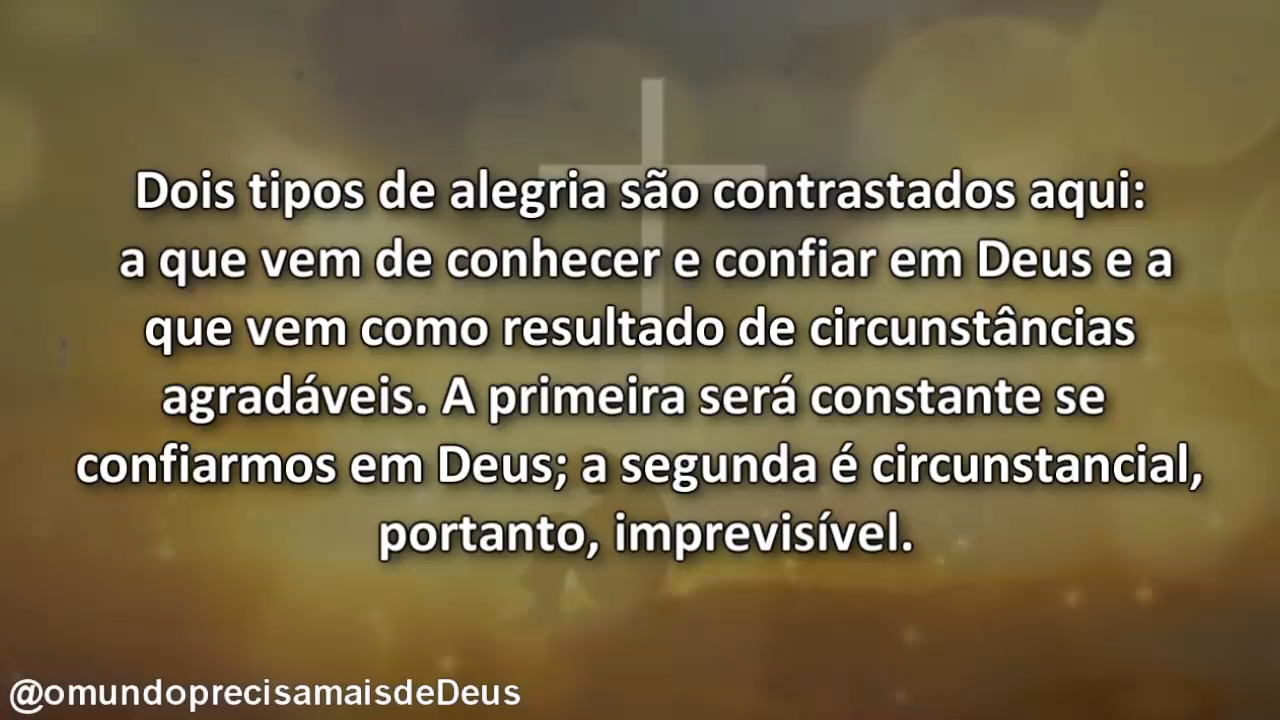 Dois tipos de alegria são contrastados aqui:
a que vem de conhecer e confiar em Deus e a
que vem como resultado de circunstâncias
agradáveis. A primeira será constante se
confiarmos em Deus; a segunda é circunstancial,
portanto, imprevisível.
@omundoprecisamaisdeDeus